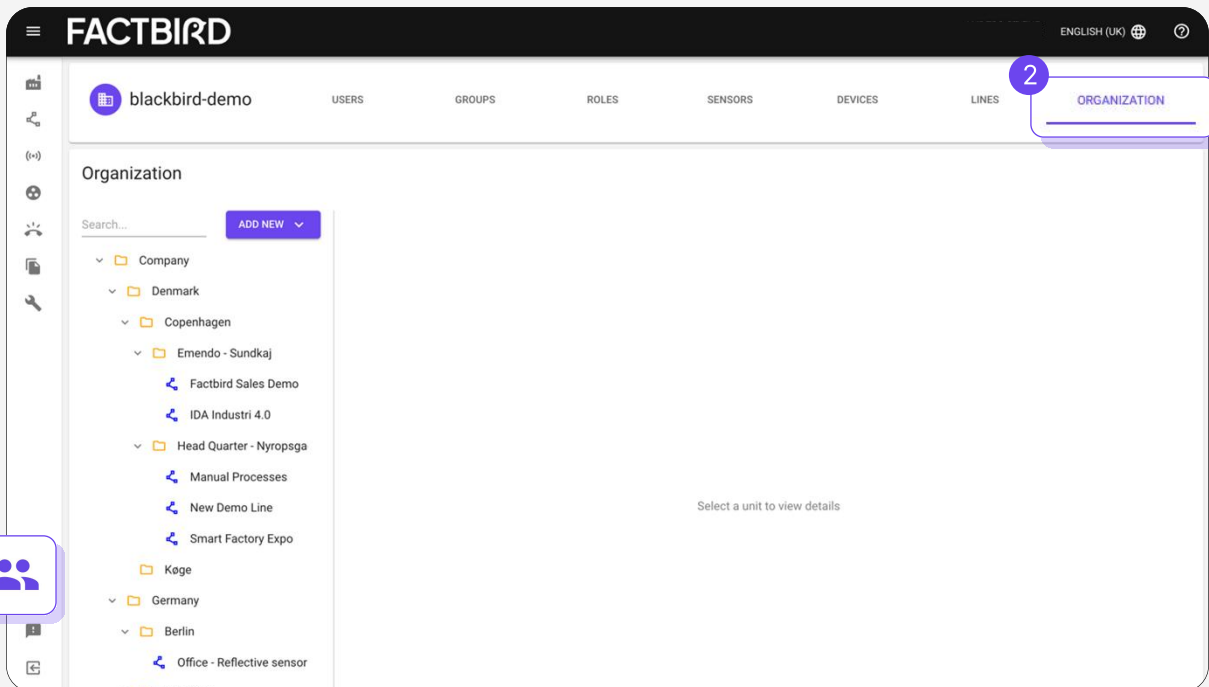 FACTBIRD
ENGLISH (UK)
2
blackbird-demo
USERS
GROUPS
ROLES
SENSORS
DEVICES
LINES
ORGANIZATION
Organization
Search...
ADD NEW
Company
Denmark
Copenhagen
Emendo - Sundkaj
Factbird Sales Demo
IDA Industri 4.0
Head Quarter - Nyropsga
Manual Processes
New Demo Line
Smart Factory Expo
Køge
Germany
Berlin
Office - Reflective sensor
Select a unit to view details